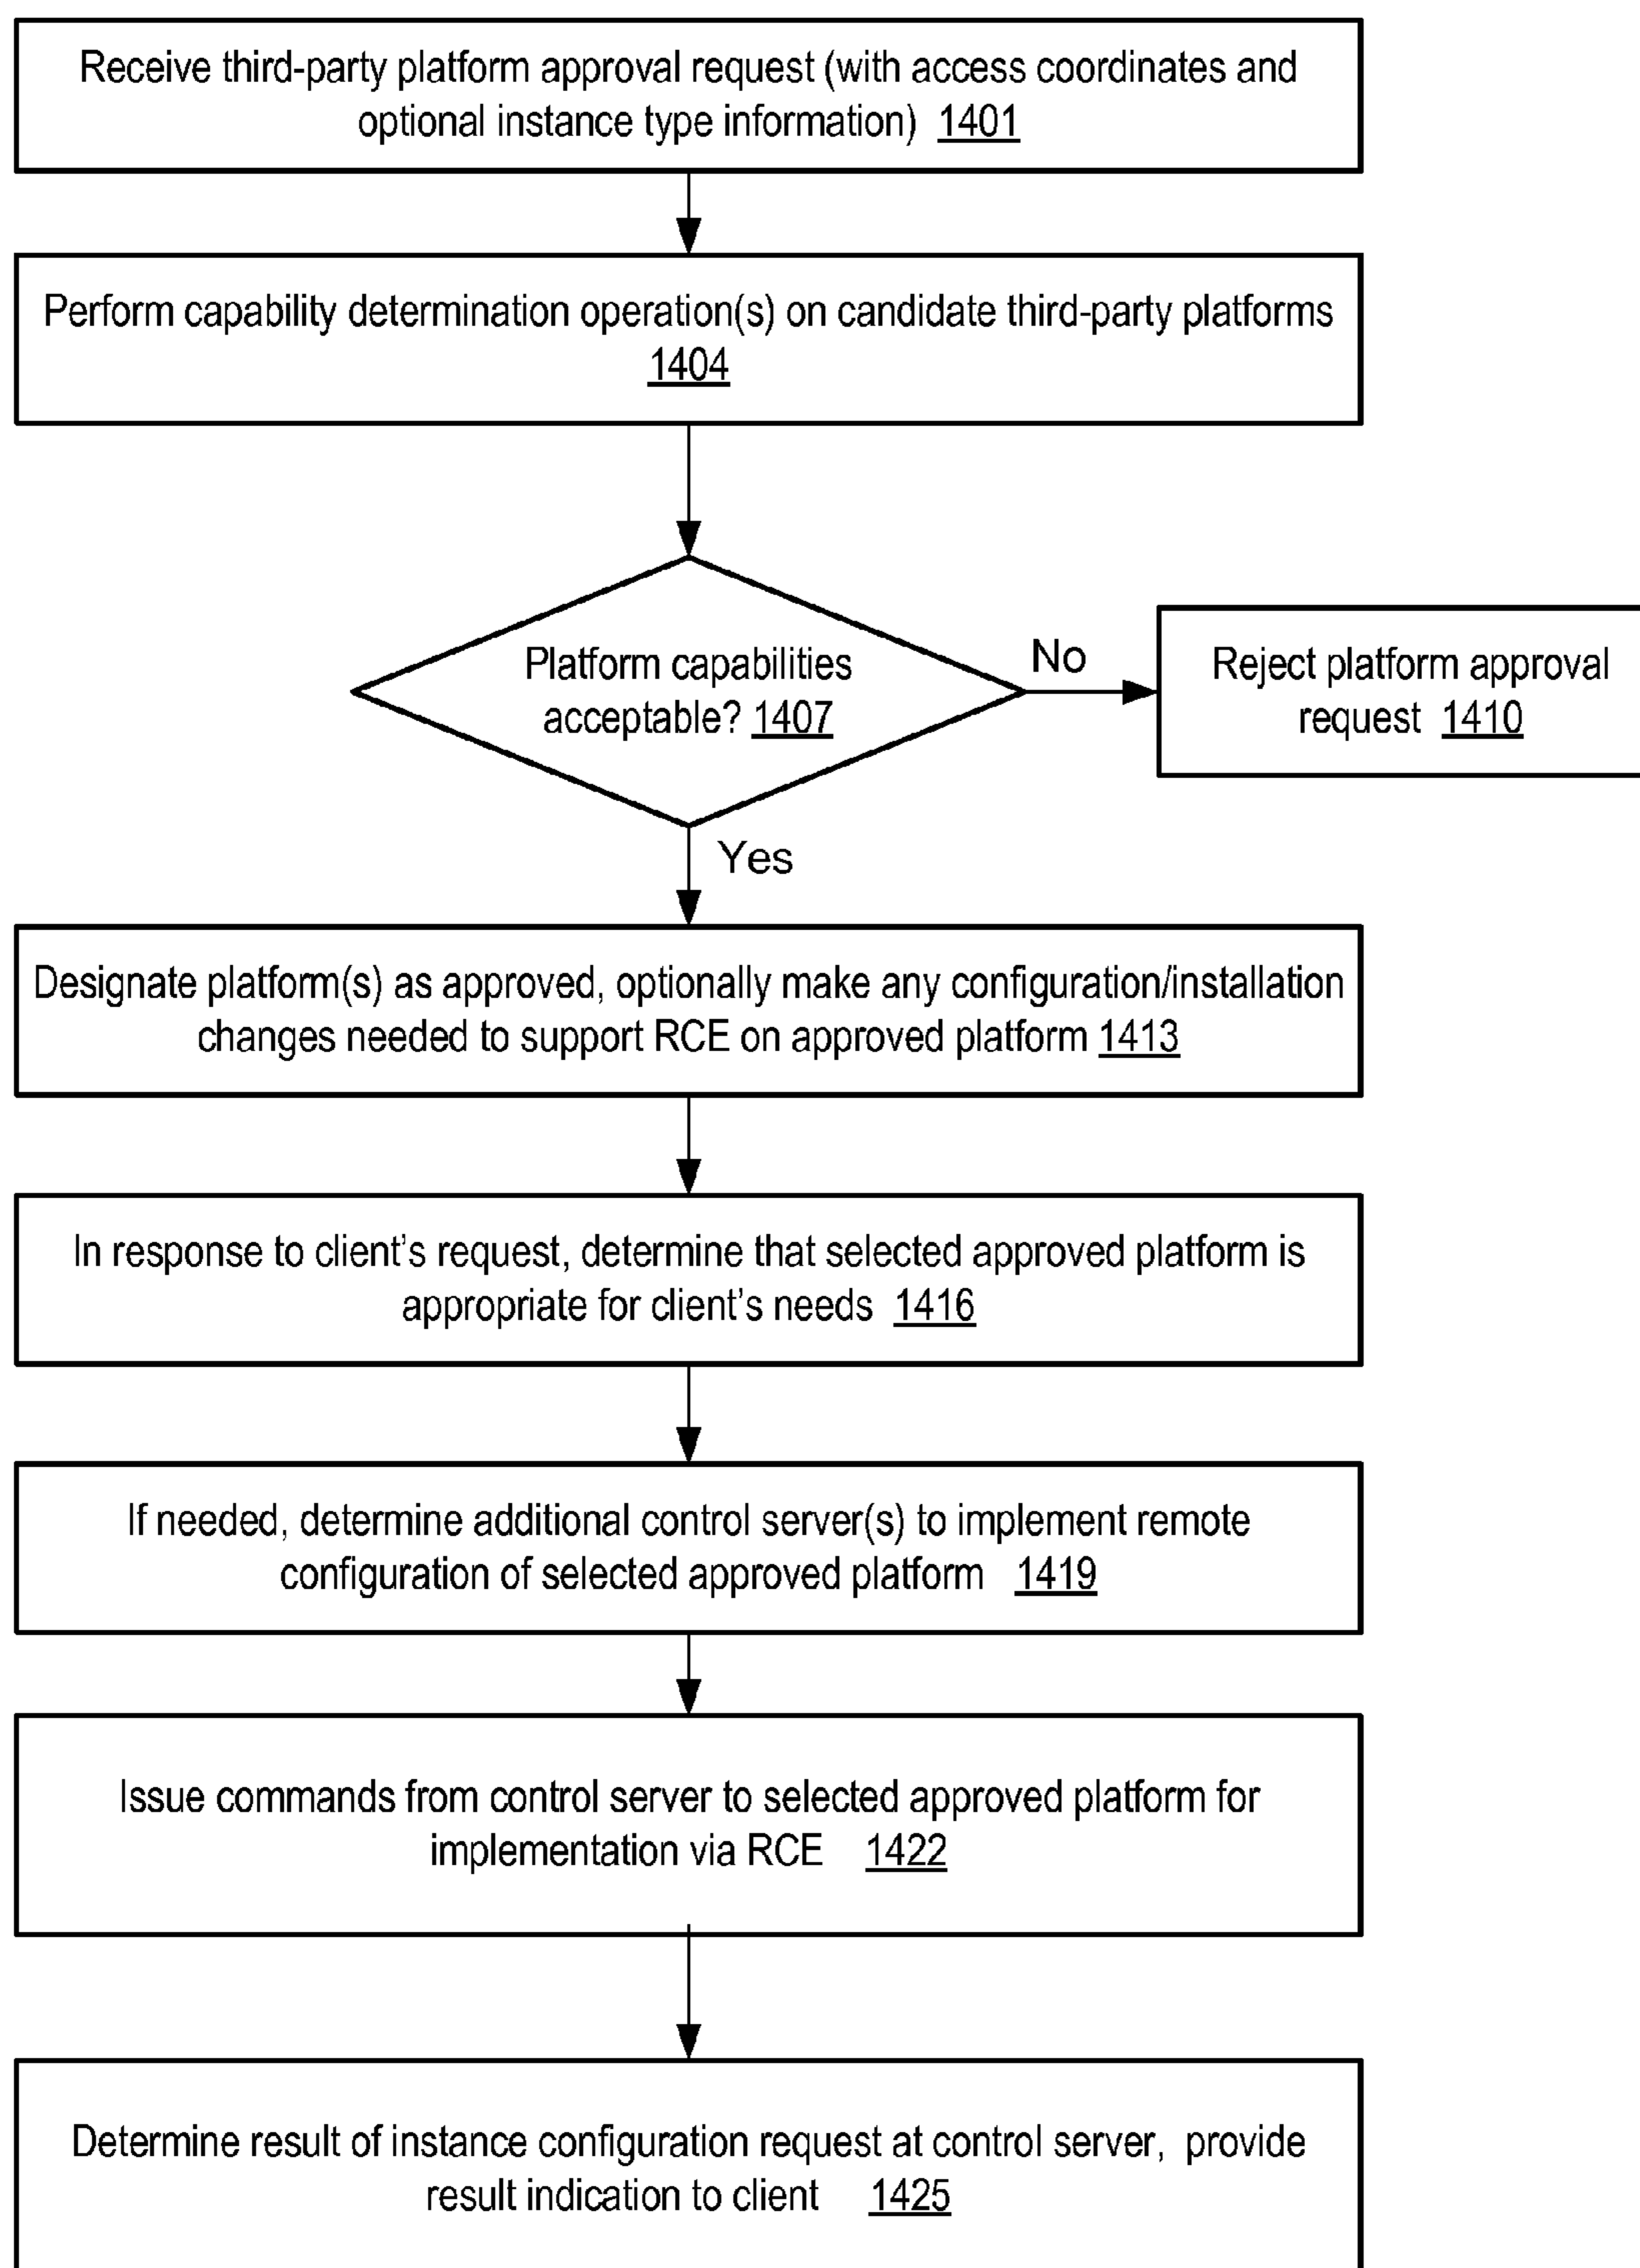 Receive third-party platform approval request (with access coordinates and
optional instance type information) 1401
Perform capability determination operation(s) on candidate third-party platforms
1404
Platform capabilities
acceptable? 1407
No
Reject platform approval
request 1410
Yes
Designate platform(s) as approved, optionally make any configuration/installation
changes needed to support RCE on approved platform 1413
In response to client's request, determine that selected approved platform is
appropriate for client's needs 1416
If needed, determine additional control server(s) to implement remote
configuration of selected approved platform 1419
Issue commands from control server to selected approved platform for
implementation via RCE 1422
Determine result of instance configuration request at control server, provide
result indication to client 1425